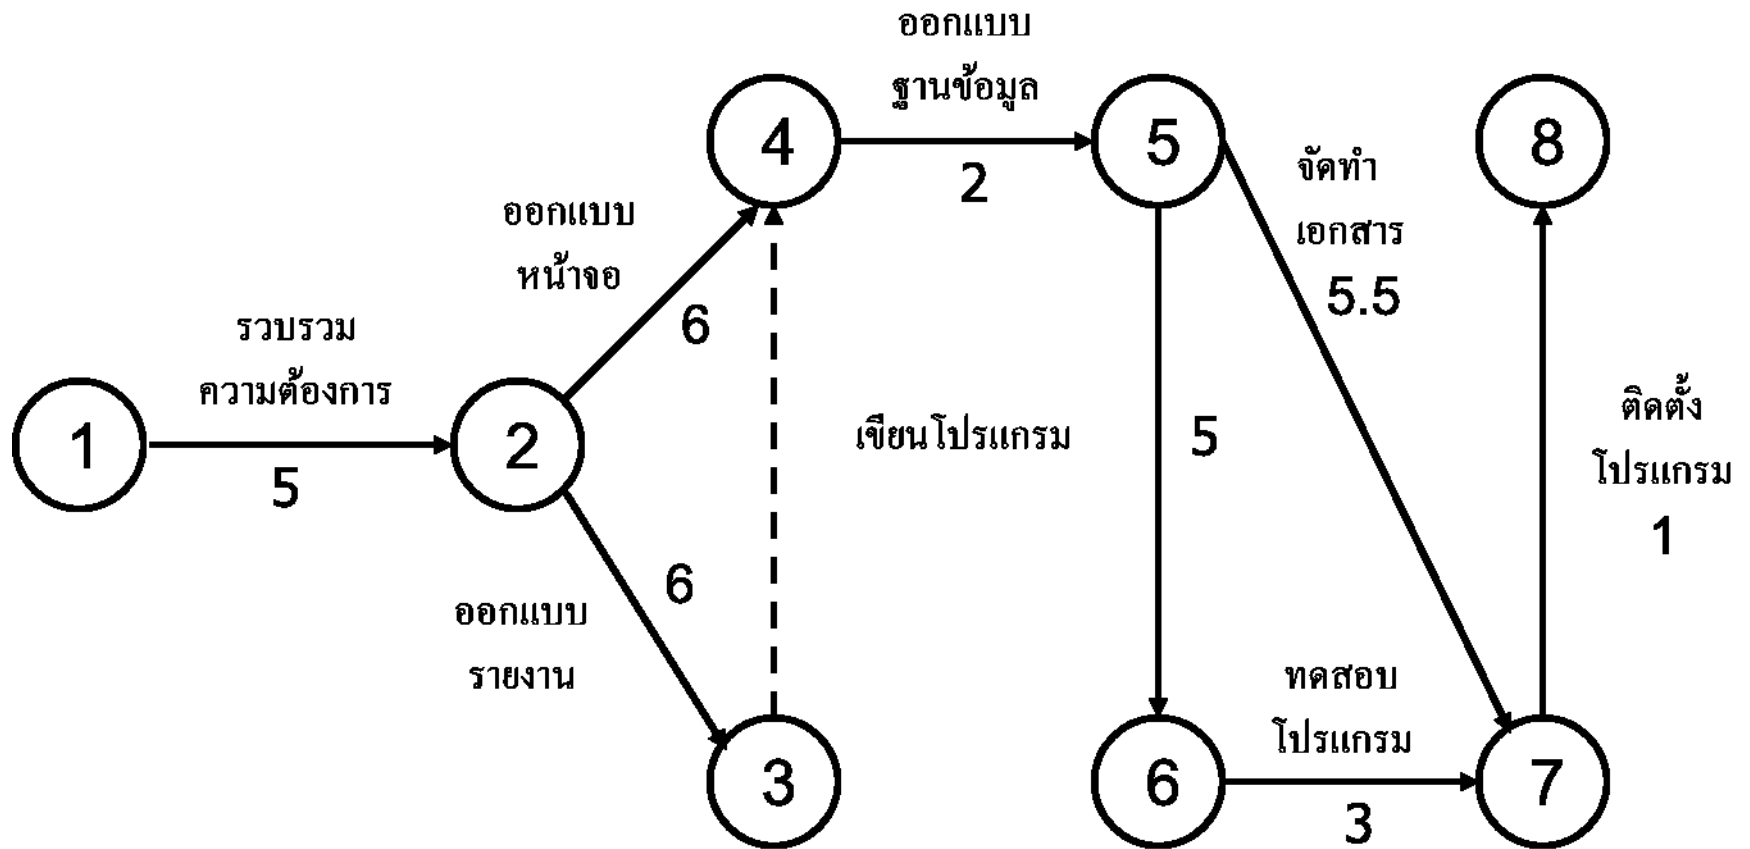 ออกแบบ
ฐานข้อมูล
4
5
8
2
จัดทำ
เอกสาร
5.5
ออกแบบ
หน้าจอ
6
รวบรวม
ความต้องการ
1
5
2
เขียนโปรแกรม
5
ติดตั้ง
โปรแกรม
1
6
ออกแบบ
รายงาน
ทดสอบ
โปรแกรม
3
6
3
7